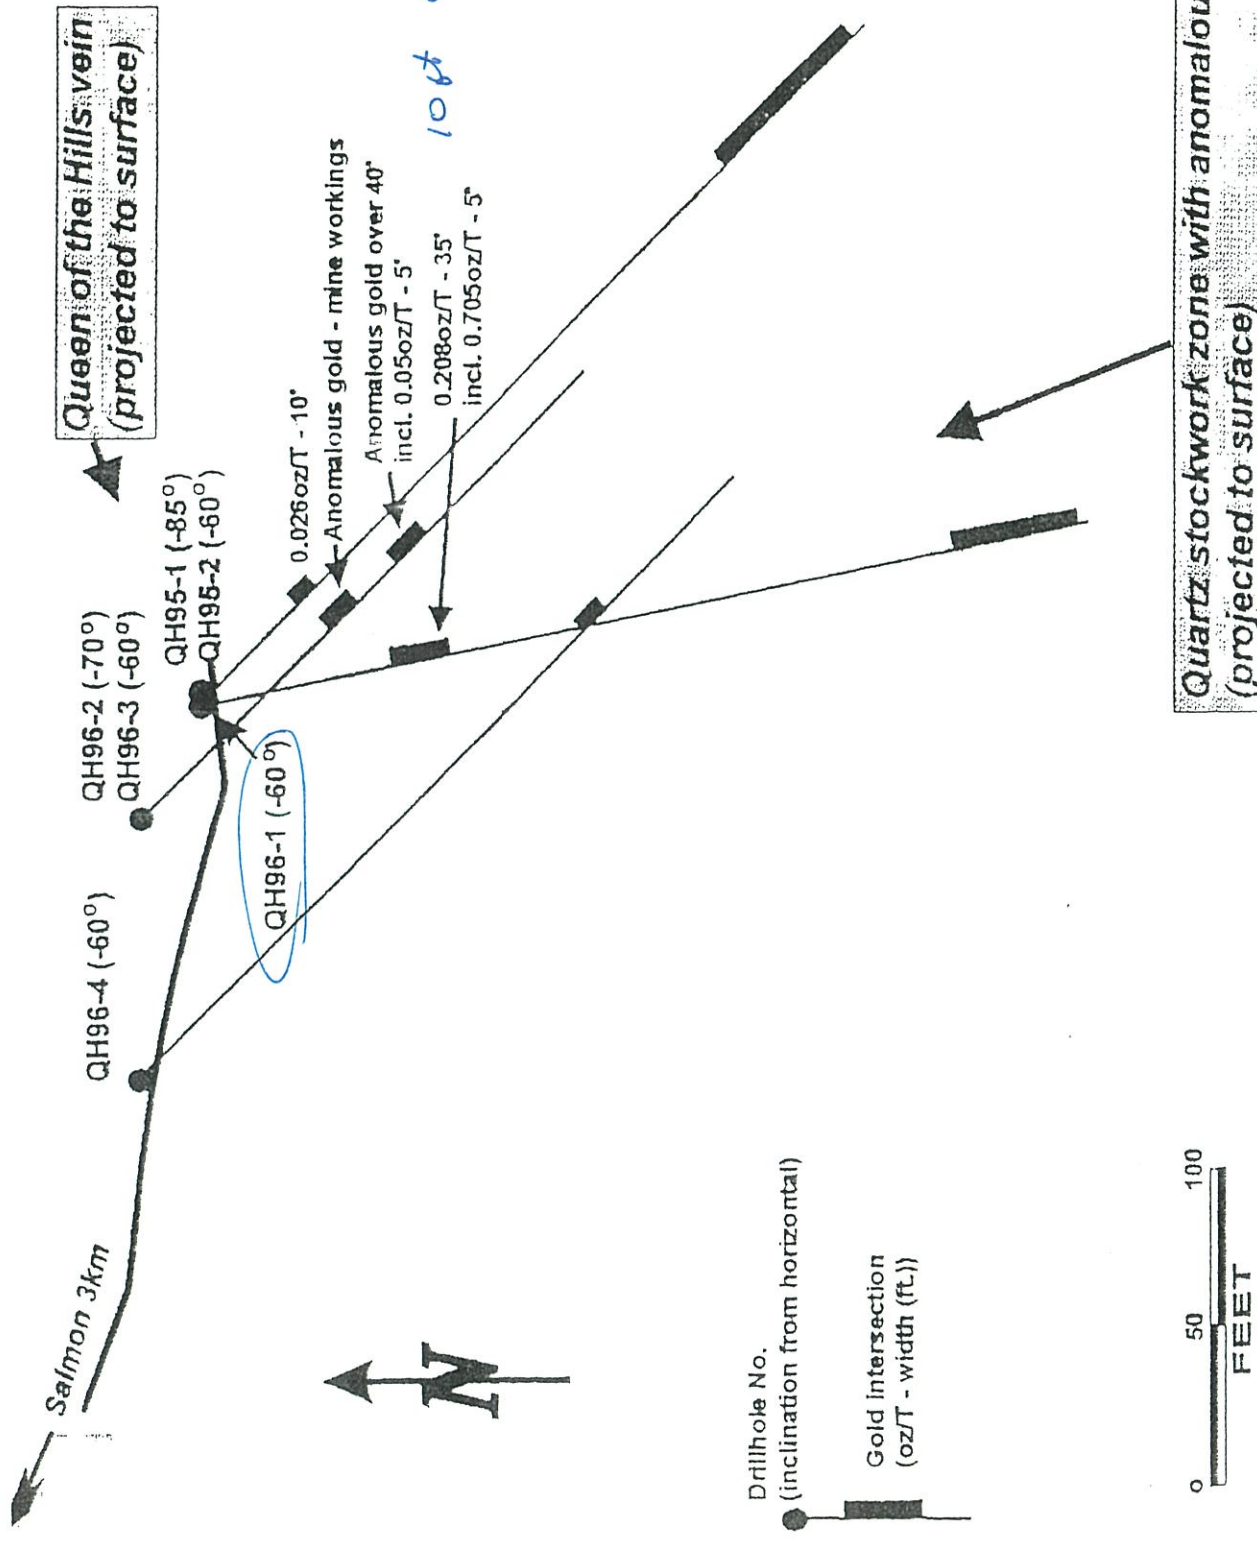 Queen of the Hills vein
(projected to surface)
QH96-2 (-70°)
QH96-3 (-60°)
QH95-1 (-85°)
QH95-2 (-60°)
QH96-4 (-60°)
QH96-1 (-60°)
Salmon 3km
0.026oz/T - 10'
Anomalous gold - mine workings
Anomalous gold over 40'
incl. 0.05oz/T - 5'
0.208oz/T - 35'
incl. 0.705oz/T - 5'
10 ft
N
Drillhole No.
(inclination from horizontal)
Gold Intersection
(oz/T - width (ft.))
0 50 100
FEET
Quartz stockwork zone with anomalou
(projected to surface)